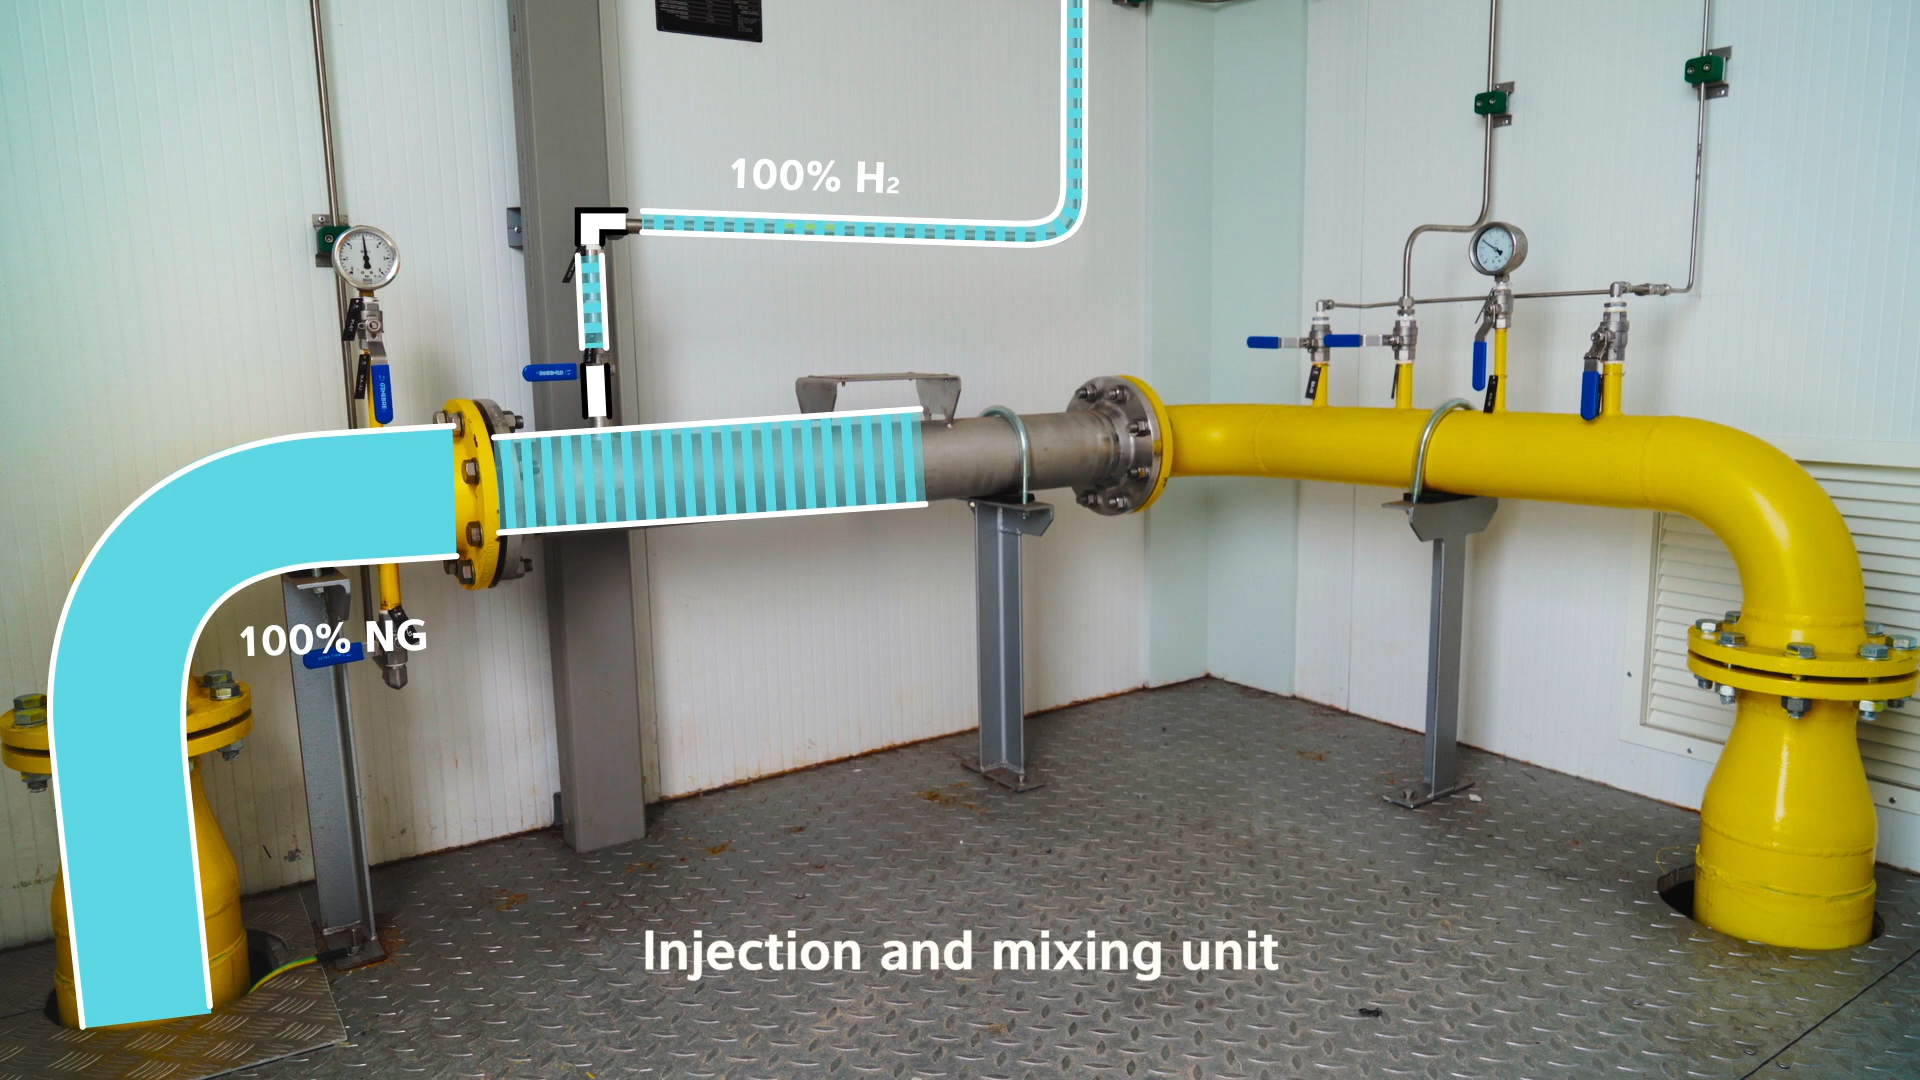 100% H₂
100% NG
Injection and mixing unit